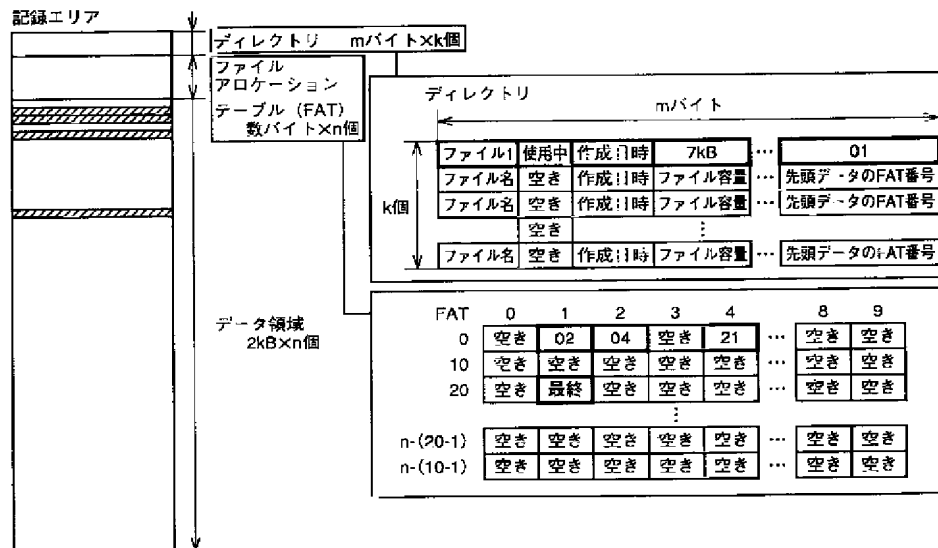 記録エリア
ディレクトリ mバイト×k個
ファイル
アロケーション
テーブル (FAT)
数バイト×n個
データ領域
2kB×n個
ディレクトリ
mバイト
k個
ファイル1 使用中 作成日時 7kB … 01
ファイル名 空き 作成日時 ファイル容量 … 先頭データのFAT番号
ファイル名 空き 作成日時 ファイル容量 … 先頭データのFAT番号
空き ⋮
ファイル名 空き 作成日時 ファイル容量 … 先頭データのFAT番号
FAT 0 1 2 3 4 8 9
0 空き 02 04 空き 21 … 空き 空き
10 空き 空き 空き 空き 空き … 空き 空き
20 空き 最終 空き 空き 空き … 空き 空き
⋮
n-(20-1) 空き 空き 空き 空き 空き … 空き 空き
n-(10-1) 空き 空き 空き 空き 空き … 空き 空き